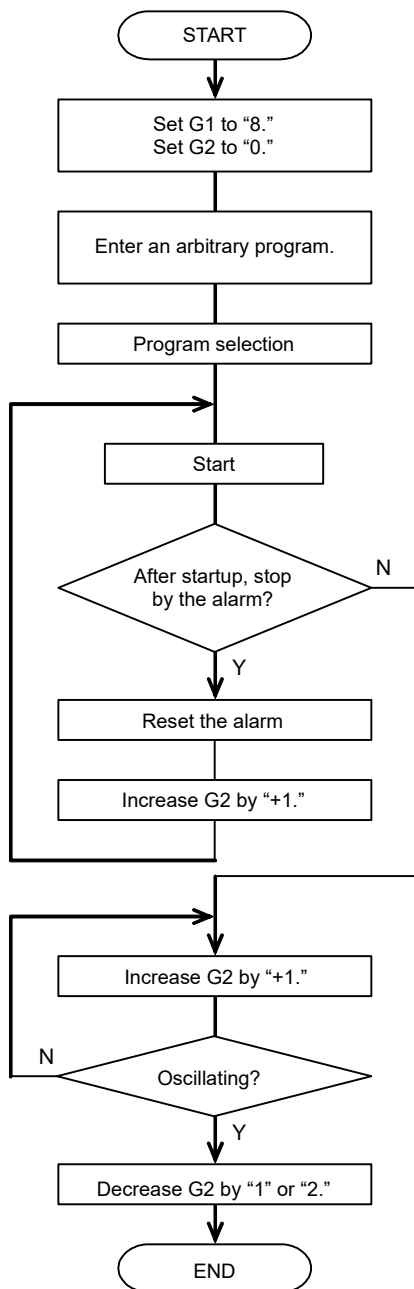 START
Set G1 to “8.”
Set G2 to “0.”
Enter an arbitrary program.
Program selection
Start
After startup, stop
by the alarm?
N
Y
Reset the alarm
Increase G2 by “+1.”
Increase G2 by “+1.”
N
Oscillating?
Y
Decrease G2 by “1” or “2.”
END